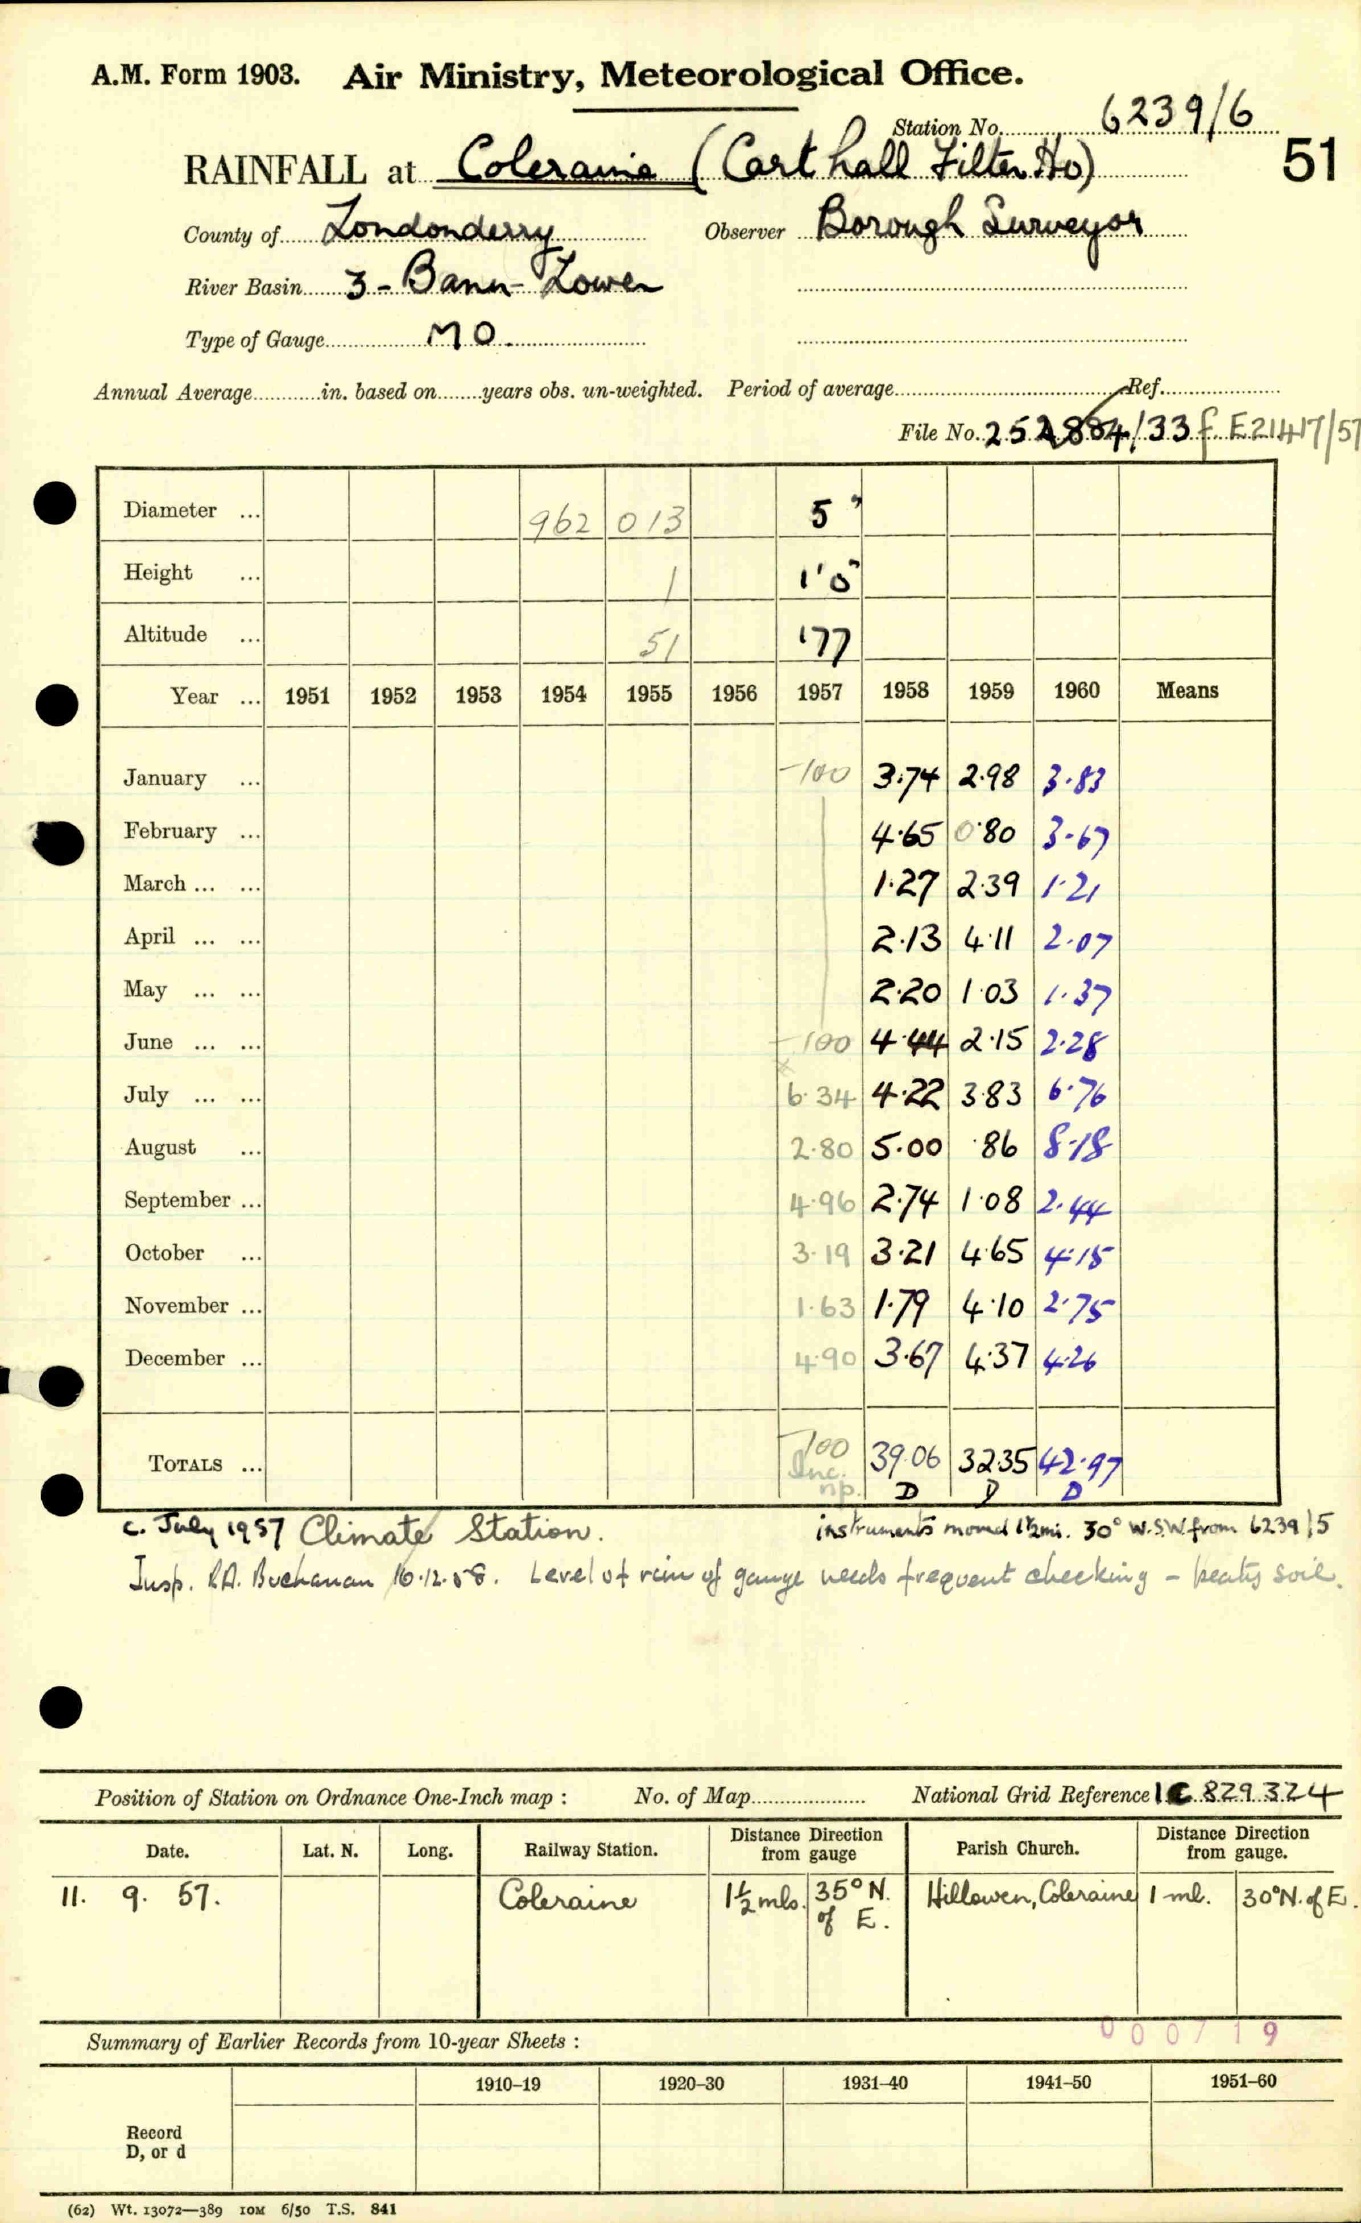 A.M. Form 1903. Air Ministry, Meteorological Office.
Station No. 6239/6
RAINFALL at Coleraine (Carthall Filter Ho) 51
County of Londonderry Observer Borough Surveyor
River Basin 3 - Bann - Lower
Type of Gauge MO.
Annual Average in. based on years obs. un-weighted. Period of average Ref.
File No. /33 f E21417/57
Diameter ... 962 013 5"
Height ... 1 1'0"
Altitude ... 51 177
Year ... 1951 1952 1953 1954 1955 1956 1957 1958 1959 1960 Means
January ... -100 3.74 2.98 3.83
February ... 4.65 0.80 3.67
March ... ... 1.27 2.39 1.21
April ... ... 2.13 4.11 2.07
May ... ... 2.20 1.03 1.37
June ... ... -100 4.44 2.15 2.28
July ... ... 6.34 4.22 3.83 6.76
August ... 2.80 5.00 .86 8.18
September ... 4.96 2.74 1.08 2.44
October ... 3.19 3.21 4.65 4.15
November ... 1.63 1.79 4.10 2.75
December ... 4.90 3.67 4.37 4.26
TOTALS ... -100 39.06 32.35 42.97
Inc.
np. D D D
c. July 1957 Climate Station. instruments moved 1½mi. 30° W.S.W. from 6239/5
Insp. R.A. Buchanan 16.12.58. Level of rim of gauge needs frequent checking - peaty soil.
Position of Station on Ordnance One-Inch map : No. of Map National Grid Reference 1C 829324
Date. Lat. N. Long. Railway Station. Distance from Direction gauge Parish Church. Distance from Direction gauge.
11. 9. 57. Coleraine 1½ mls. 35° N. of E. Killowen, Coleraine 1 ml. 30° N. of E.
000719
Summary of Earlier Records from 10-year Sheets :
1910–19 1920–30 1931–40 1941–50 1951–60
Record
D, or d
(62) Wt. 13072—389 10M 6/50 T.S. 841